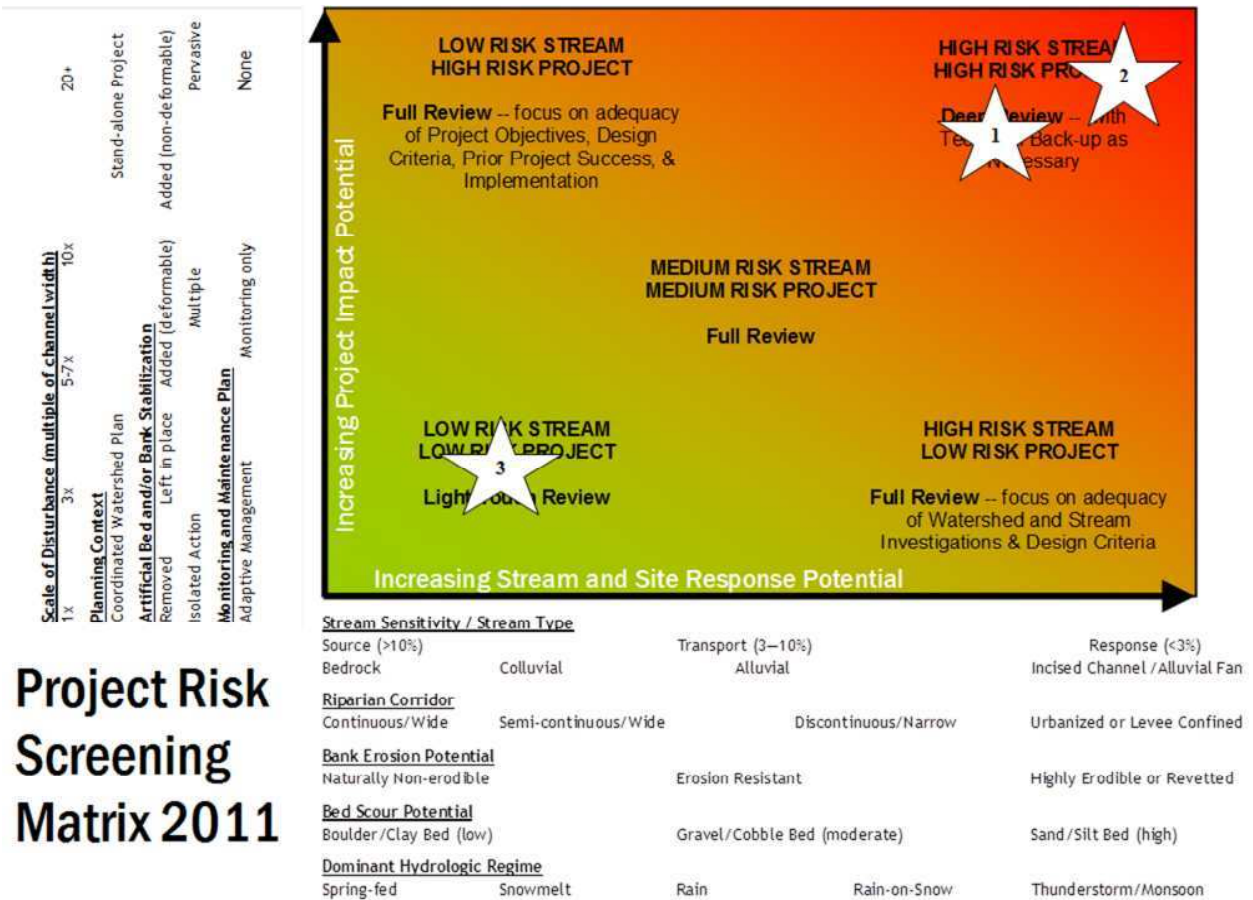 Scale of Disturbance (multiple of channel width)
1x 3x 5-7x 10x 20+
Planning Context
Coordinated Watershed Plan Stand-alone Project
Artificial Bed and/or Bank Stabilization
Removed Left in place Added (deformable) Added (non-deformable)
Isolated Action Multiple Pervasive
Monitoring and Maintenance Plan
Adaptive Management Monitoring only None
Increasing Project Impact Potential
LOW RISK STREAM
HIGH RISK PROJECT
Full Review -- focus on adequacy
of Project Objectives, Design
Criteria, Prior Project Success, &
Implementation
HIGH RISK
HIGH RISK
2
Deep Review -- with
1
Back-up as
MEDIUM RISK STREAM
MEDIUM RISK PROJECT
Full Review
LOW RISK STREAM
LOW RISK PROJECT
3
Light Review
HIGH RISK STREAM
LOW RISK PROJECT
Full Review -- focus on adequacy
of Watershed and Stream
Investigations & Design Criteria
Increasing Stream and Site Response Potential
Stream Sensitivity / Stream Type
Source (>10%) Transport (3—10%) Response (<3%)
Bedrock Colluvial Alluvial Incised Channel / Alluvial Fan
Riparian Corridor
Continuous/Wide Semi-continuous/Wide Discontinuous/Narrow Urbanized or Levee Confined
Bank Erosion Potential
Naturally Non-erodible Erosion Resistant Highly Erodible or Revetted
Bed Scour Potential
Boulder/Clay Bed (low) Gravel/Cobble Bed (moderate) Sand/Silt Bed (high)
Dominant Hydrologic Regime
Spring-fed Snowmelt Rain Rain-on-Snow Thunderstorm/Monsoon
Project Risk
Screening
Matrix 2011